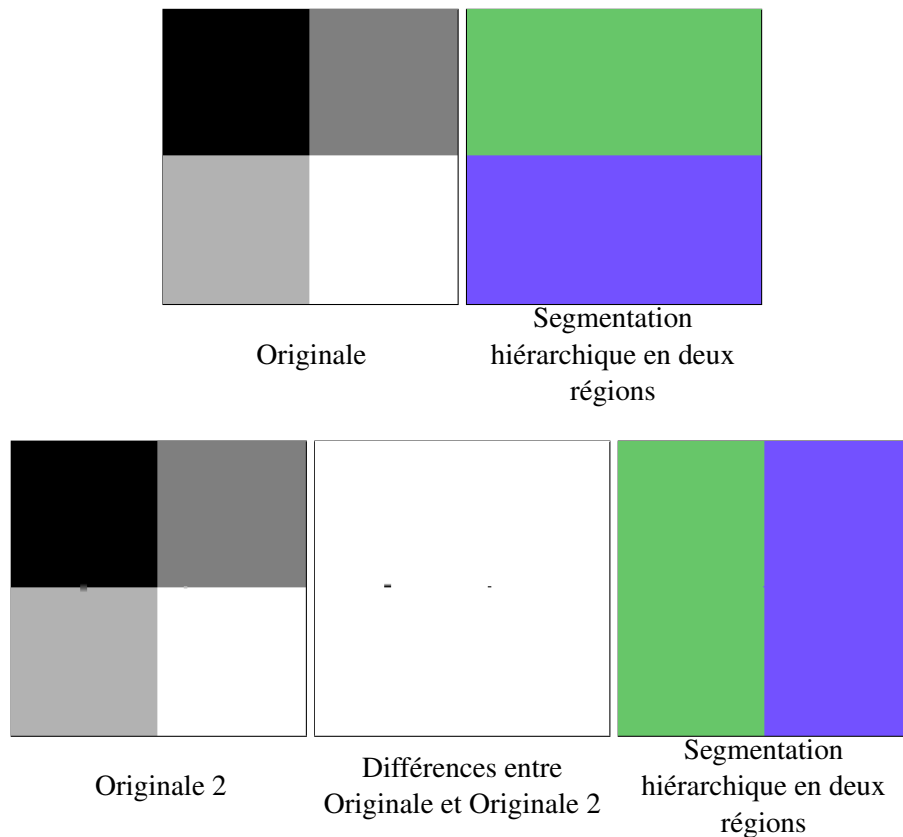 Originale
Segmentation
hiérarchique en deux
régions
Originale 2
Différences entre
Originale et Originale 2
Segmentation
hiérarchique en deux
régions